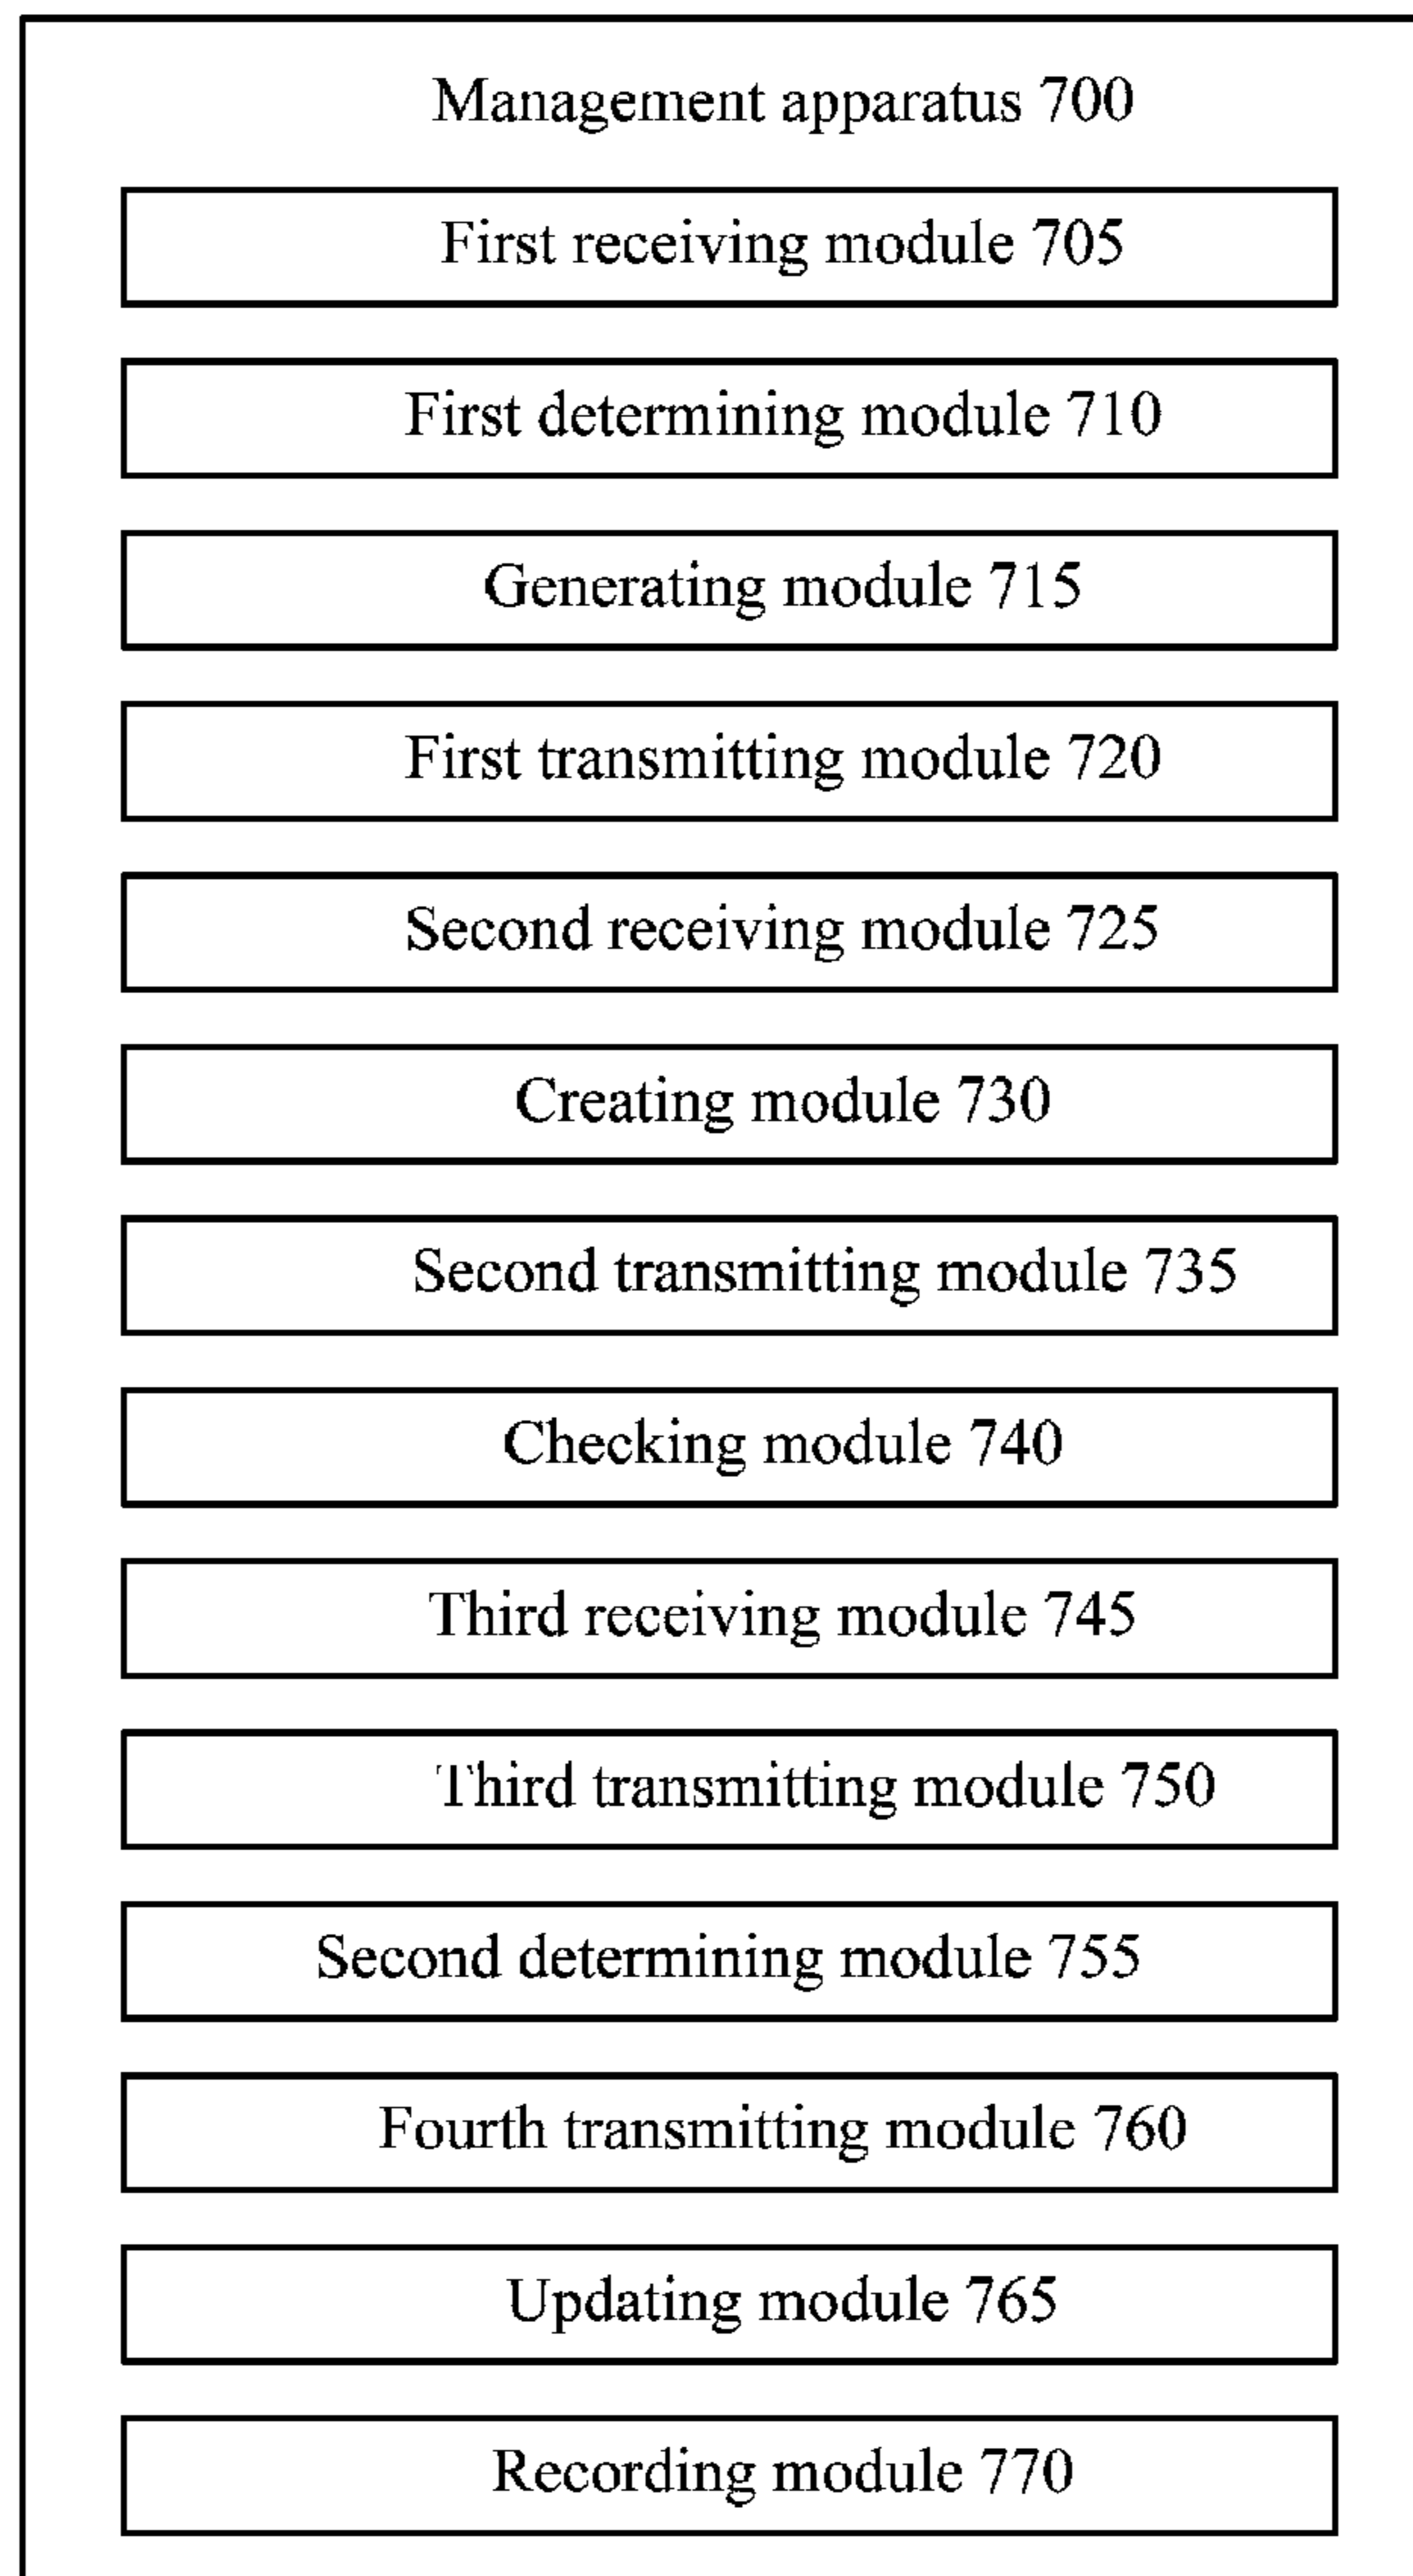 Management apparatus 700
First receiving module 705
First determining module 710
Generating module 715
First transmitting module 720
Second receiving module 725
Creating module 730
Second transmitting module 735
Checking module 740
Third receiving module 745
Third transmitting module 750
Second determining module 755
Fourth transmitting module 760
Updating module 765
Recording module 770